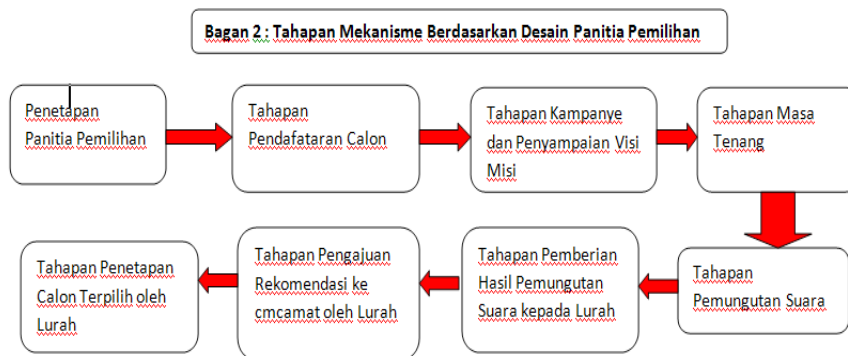 Bagan 2 : Tahapan Mekanisme Berdasarkan Desain Panitia Pemilihan
Penetapan
Panitia Pemilihan
Tahapan
Pendafataran Calon
Tahapan Kampanye
dan Penyampaian Visi
Misi
Tahapan Masa
Tenang
Tahapan
Pemungutan Suara
Tahapan Pemberian
Hasil Pemungutan
Suara kepada Lurah
Tahapan Pengajuan
Rekomendasi ke
cmcamat oleh Lurah
Tahapan Penetapan
Calon Terpilih oleh
Lurah